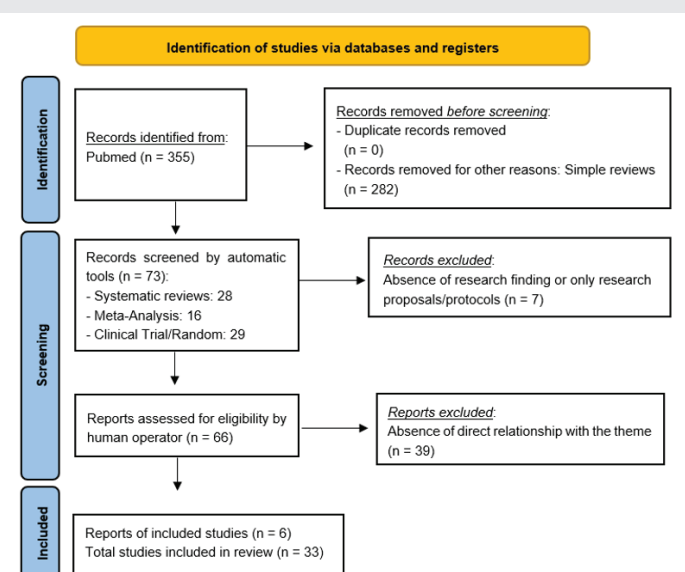 Identification of studies via databases and registers
Identification
Records identified from:
Pubmed (n = 355)
Records removed before screening:
- Duplicate records removed
(n = 0)
- Records removed for other reasons: Simple reviews
(n = 282)
Screening
Records screened by automatic
tools (n = 73):
- Systematic reviews: 28
- Meta-Analysis: 16
- Clinical Trial/Random: 29
Records excluded:
Absence of research finding or only research
proposals/protocols (n = 7)
Reports assessed for eligibility by
human operator (n = 66)
Reports excluded:
Absence of direct relationship with the theme
(n = 39)
Included
Reports of included studies (n = 6)
Total studies included in review (n = 33)